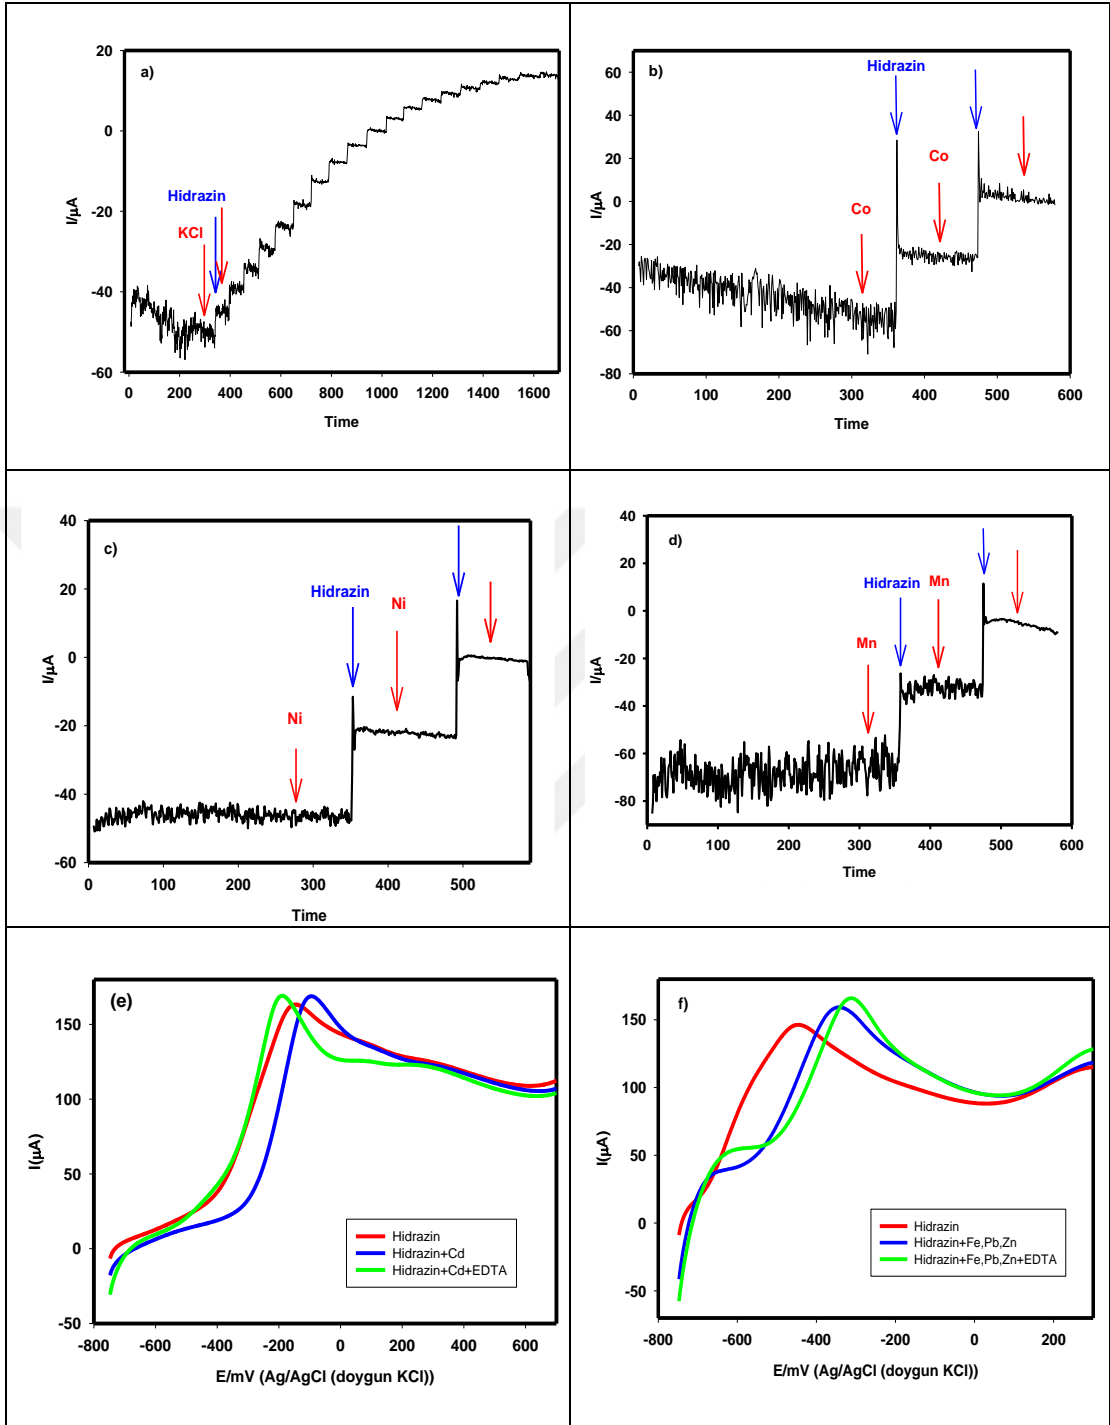 a)
20
0
-20
-40
-60
I/µA
Hidrazin
KCl
0 200 400 600 800 1000 1200 1400 1600
Time
b)
60
40
20
0
-20
-40
-60
-80
I/µA
Hidrazin
Co
Co
0 100 200 300 400 500 600
Time
c)
40
20
0
-20
-40
-60
I/µA
Hidrazin
Ni
Ni
0 100 200 300 400 500
Time
d)
40
20
0
-20
-40
-60
-80
I/µA
Hidrazin
Mn
Mn
0 100 200 300 400 500 600
Time
(e)
150
100
50
0
-50
I(µA)
Hidrazin
Hidrazin+Cd
Hidrazin+Cd+EDTA
-800 -600 -400 -200 0 200 400 600
E/mV (Ag/AgCl (doygun KCl))
f)
150
100
50
0
-50
I(µA)
Hidrazin
Hidrazin+Fe,Pb,Zn
Hidrazin+Fe,Pb,Zn+EDTA
-800 -600 -400 -200 0 200
E/mV (Ag/AgCl (doygun KCl))